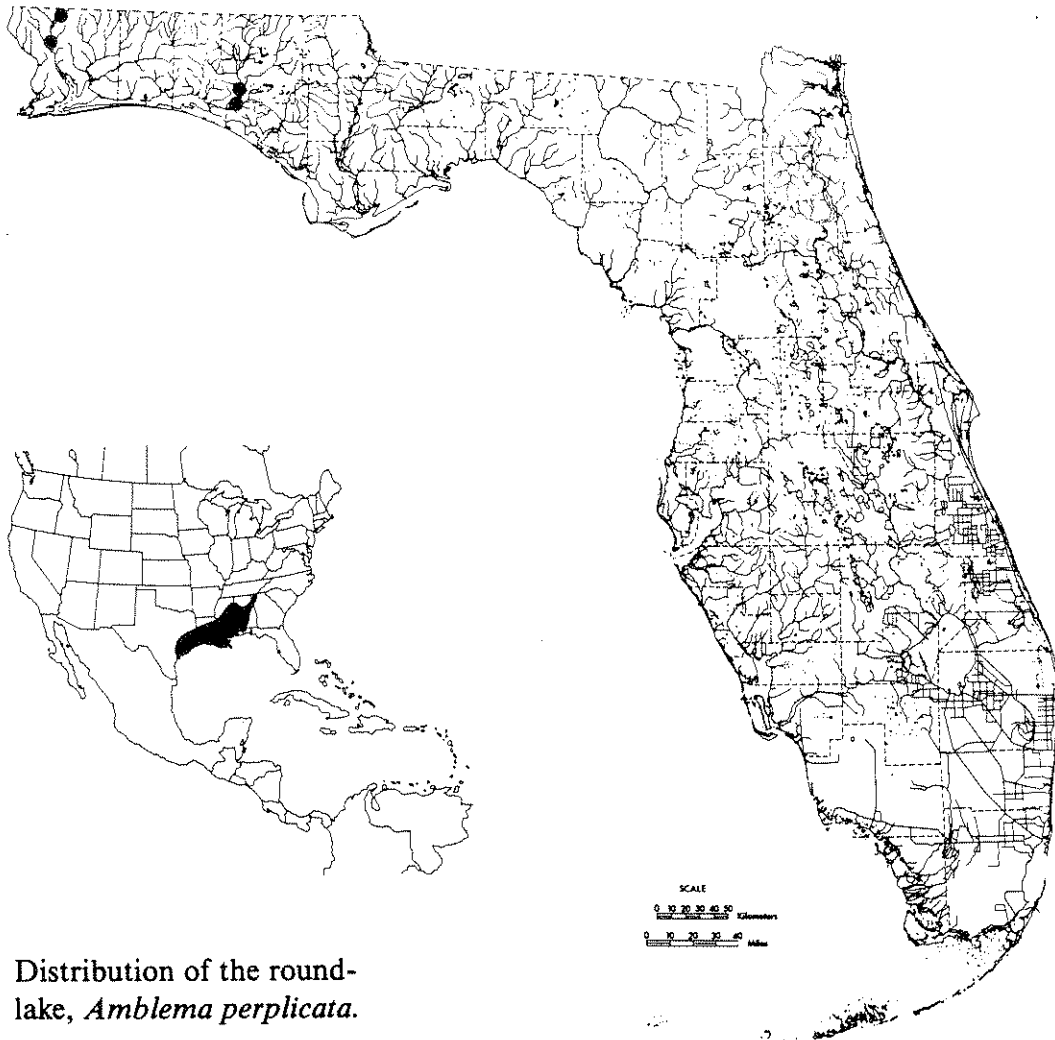 SCALE
0 10 20 30 40 50 Kilometers
0 10 20 30 40 Miles
Distribution of the round-
lake, Amblema perplicata.